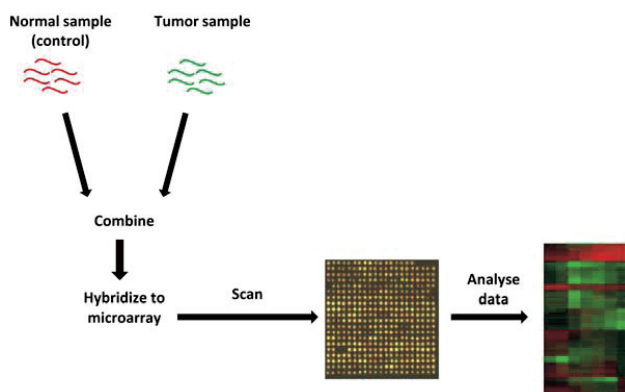 Normal sample
(control)
Tumor sample
Combine
Hybridize to
microarray
Scan
Analyse
data